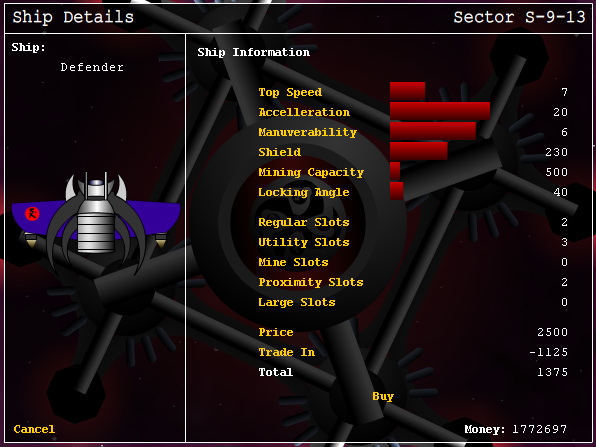 Ship Details
Sector S-9-13
Ship:
Defender
Ship Information
Top Speed 7
Accelleration 20
Manuverability 6
Shield 230
Mining Capacity 500
Locking Angle 40
Regular Slots 2
Utility Slots 3
Mine Slots 0
Proximity Slots 2
Large Slots 0
Price 2500
Trade In -1125
Total 1375
Buy
Cancel
Money: 1772697